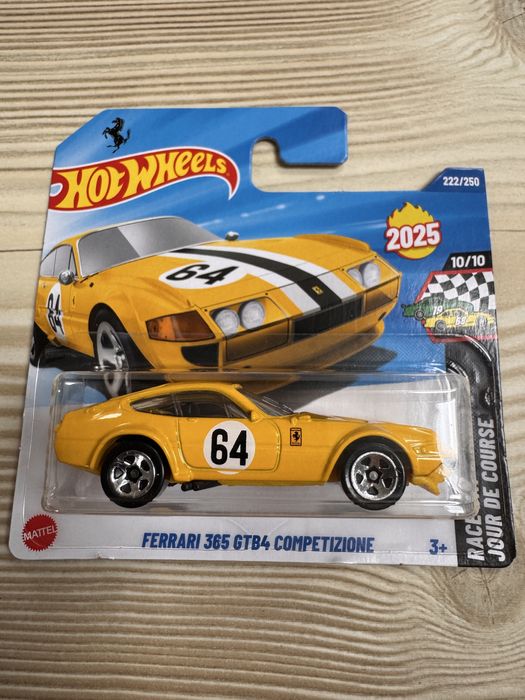 HOT WHEELS
222/250
2025
10/10
64
64
64
MATTEL
FERRARI 365 GTB4 COMPETIZIONE
3+
RACE
JOUR DE COURSE